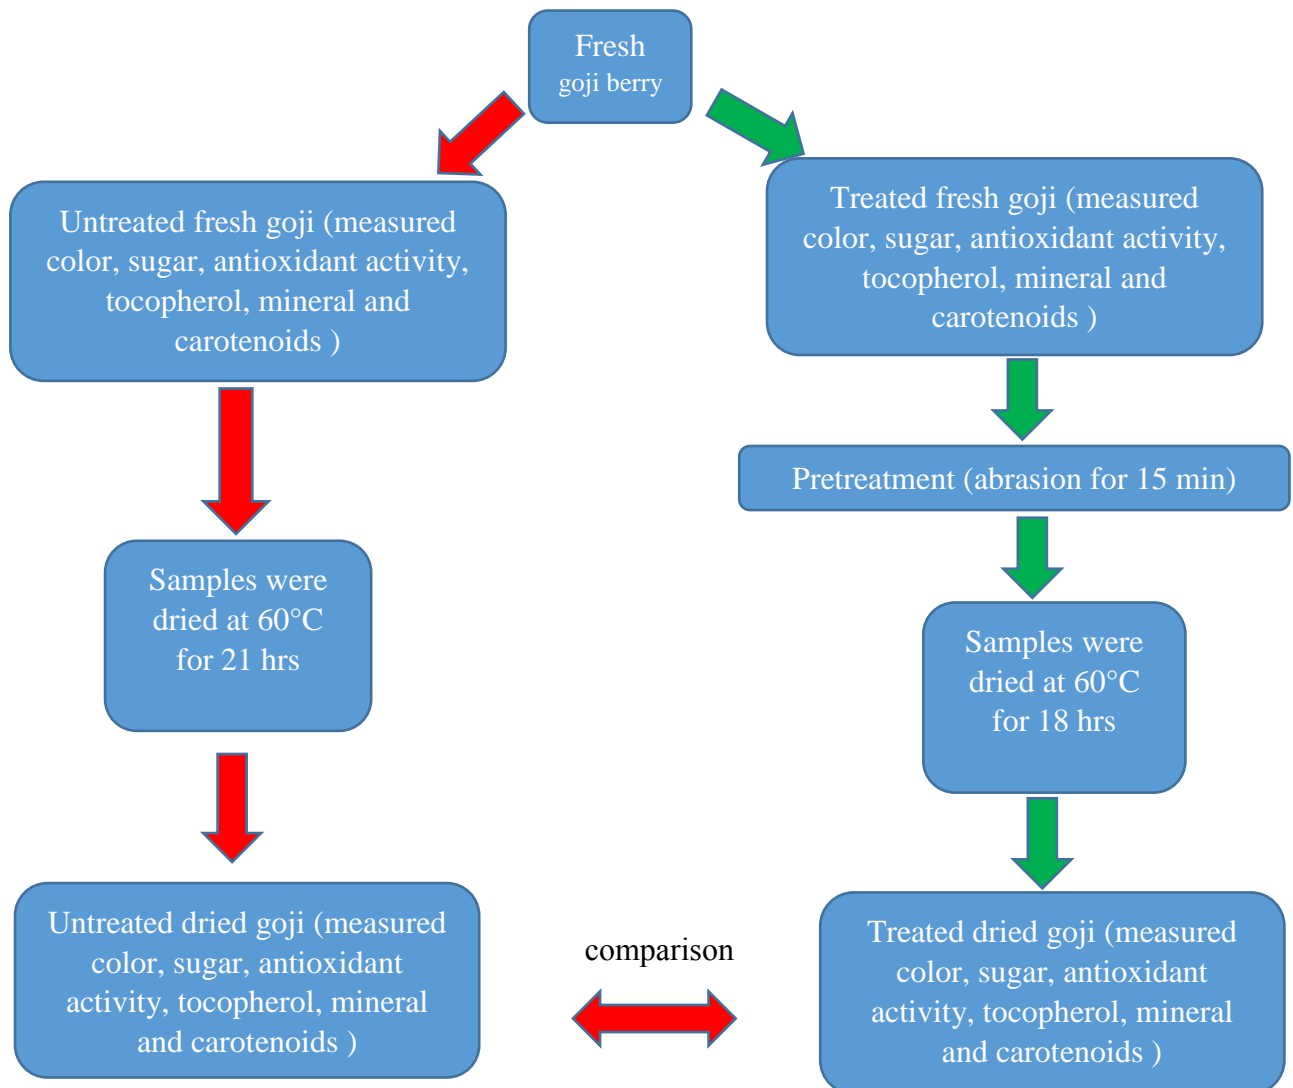 Fresh
goji berry
Untreated fresh goji (measured
color, sugar, antioxidant activity,
tocopherol, mineral and
carotenoids )
Treated fresh goji (measured
color, sugar, antioxidant activity,
tocopherol, mineral and
carotenoids )
Pretreatment (abrasion for 15 min)
Samples were
dried at 60°C
for 21 hrs
Samples were
dried at 60°C
for 18 hrs
Untreated dried goji (measured
color, sugar, antioxidant
activity, tocopherol, mineral
and carotenoids )
comparison
Treated dried goji (measured
color, sugar, antioxidant
activity, tocopherol, mineral
and carotenoids )